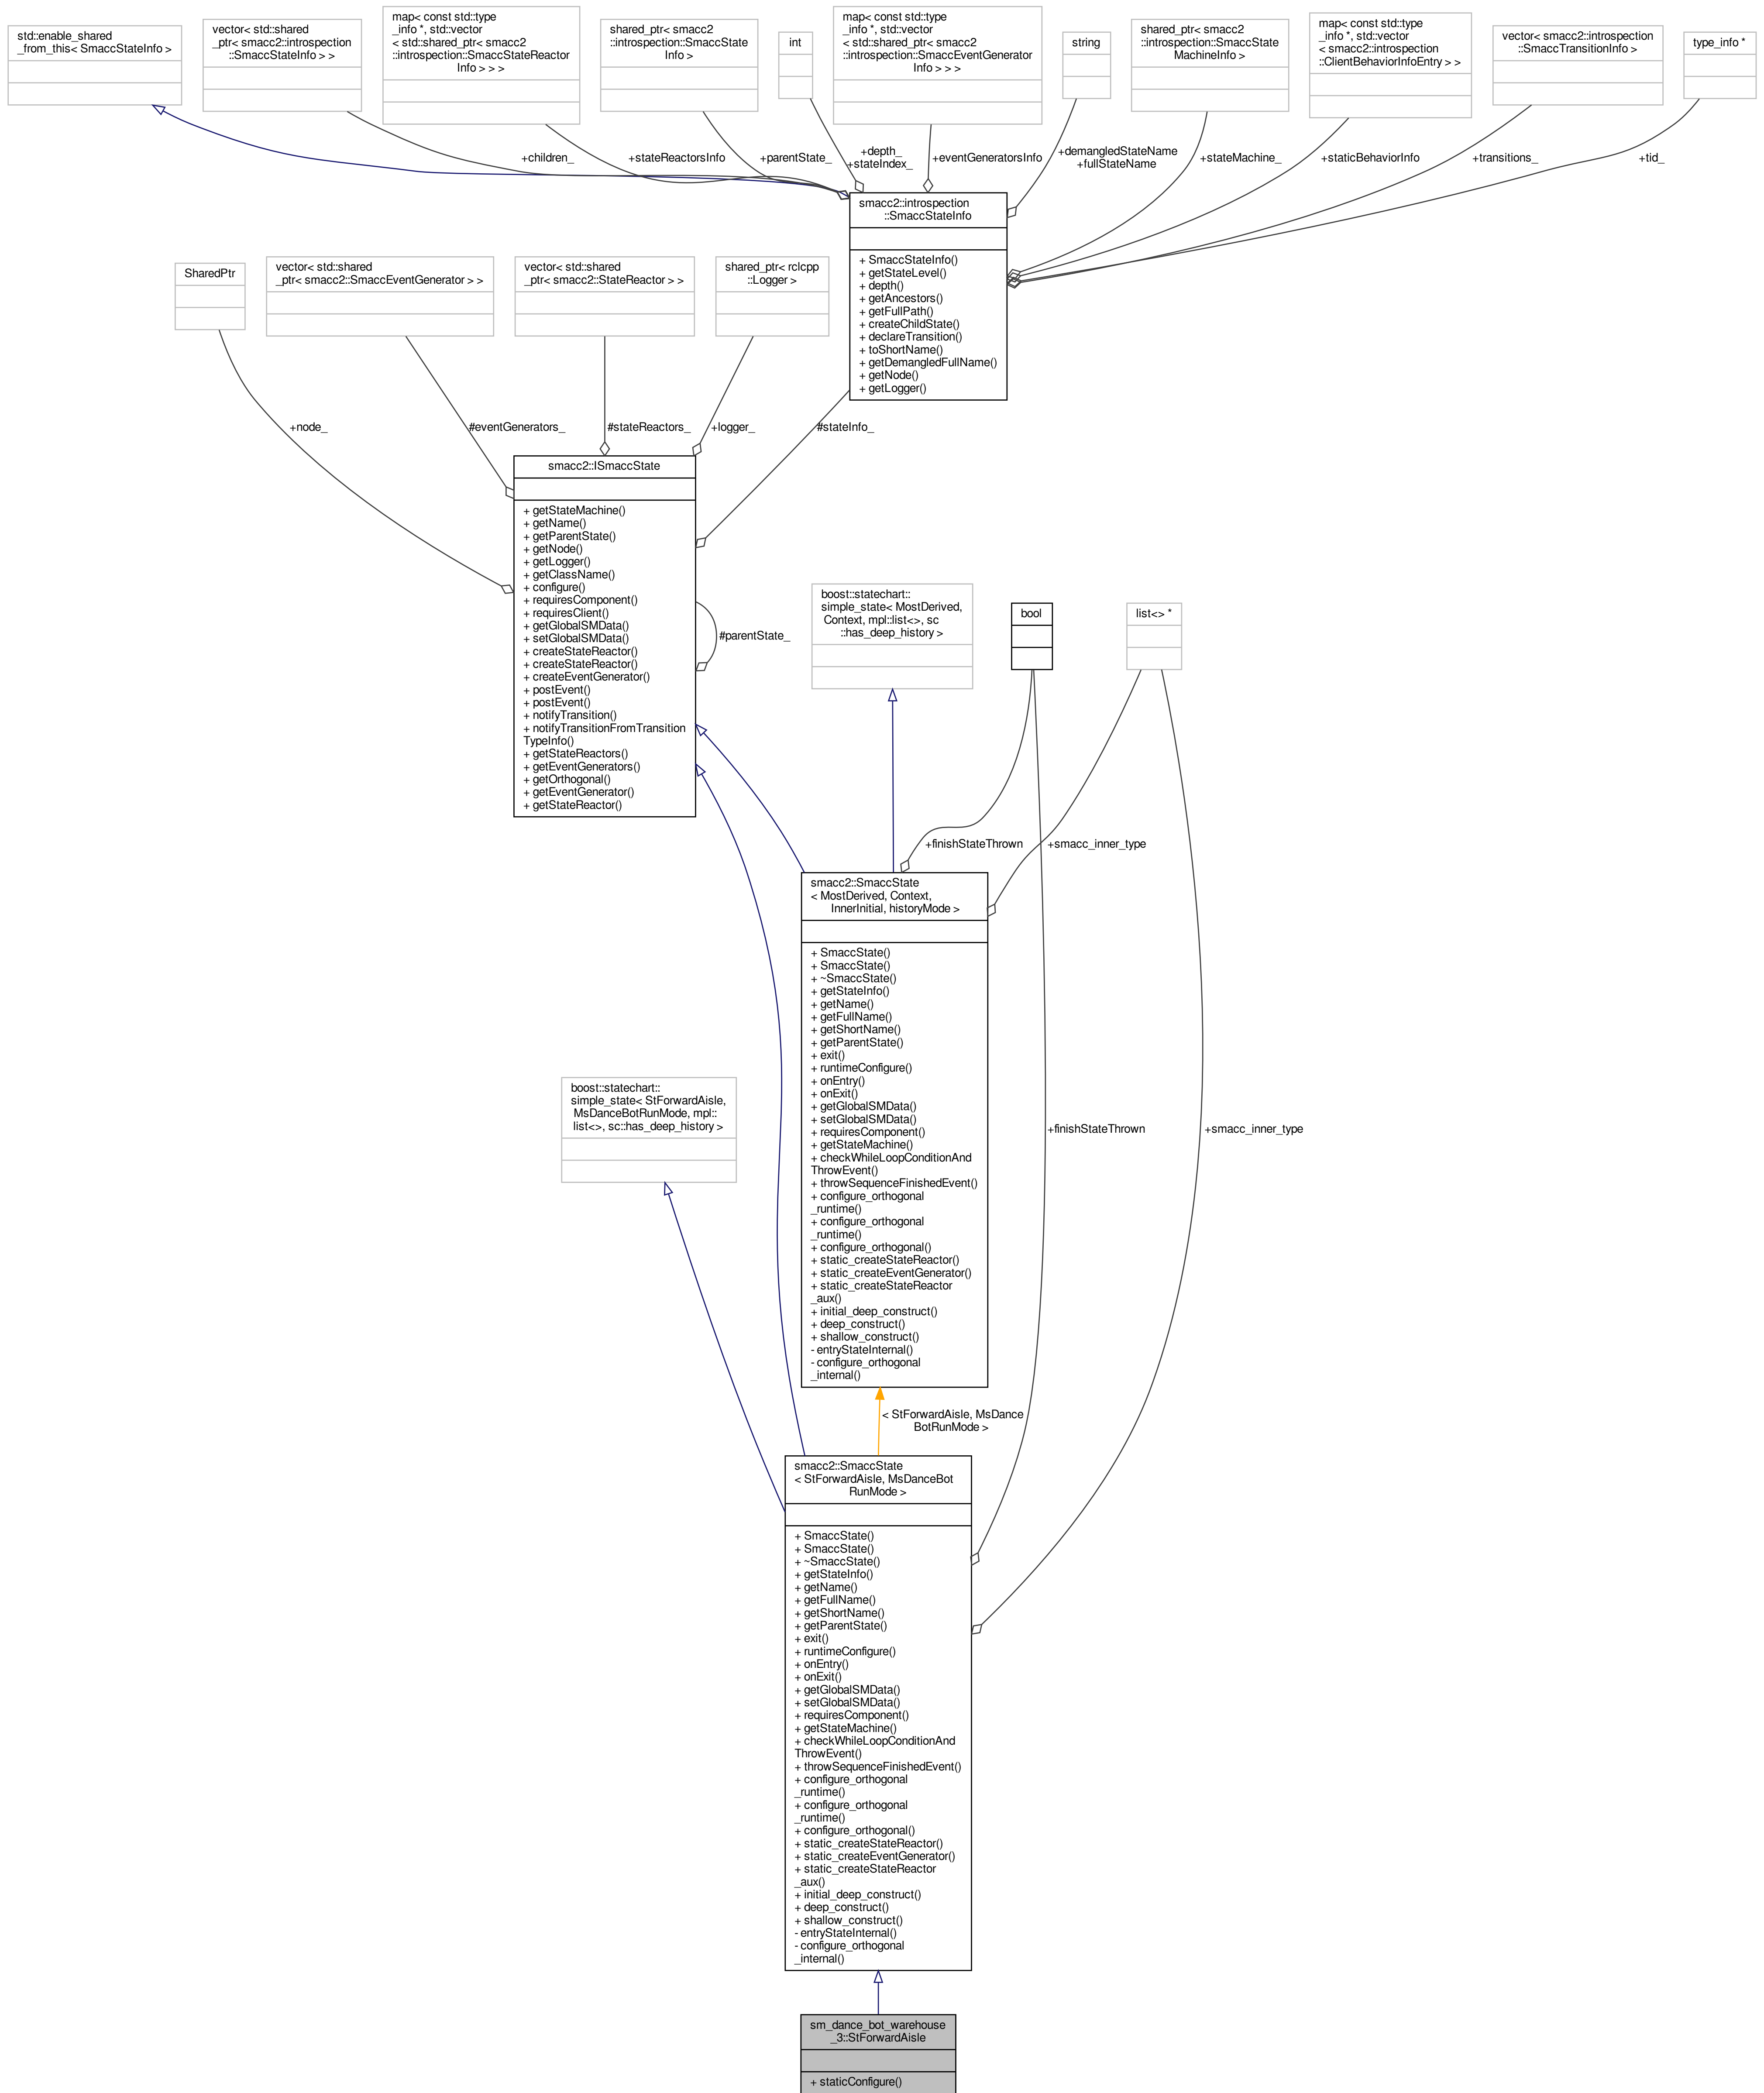 std::enable_shared
_from_this< SmaccStateInfo >
vector< std::shared
_ptr< smacc2::introspection
::SmaccStateInfo > >
map< const std::type
_info *, std::vector
< std::shared_ptr< smacc2
::introspection::SmaccStateReactor
Info > > >
shared_ptr< smacc2
::introspection::SmaccState
Info >
int
map< const std::type
_info *, std::vector
< std::shared_ptr< smacc2
::introspection::SmaccEventGenerator
Info > > >
string
shared_ptr< smacc2
::introspection::SmaccState
MachineInfo >
map< const std::type
_info *, std::vector
< smacc2::introspection
::ClientBehaviorInfoEntry > >
vector< smacc2::introspection
::SmaccTransitionInfo >
type_info *
+children_
+stateReactorsInfo
+parentState_
+depth_
+stateIndex_
+eventGeneratorsInfo
+demangledStateName
+fullStateName
+stateMachine_
+staticBehaviorInfo
+transitions_
+tid_
smacc2::introspection
::SmaccStateInfo
+ SmaccStateInfo()
+ getStateLevel()
+ depth()
+ getAncestors()
+ getFullPath()
+ createChildState()
+ declareTransition()
+ toShortName()
+ getDemangledFullName()
+ getNode()
+ getLogger()
SharedPtr
vector< std::shared
_ptr< smacc2::SmaccEventGenerator > >
vector< std::shared
_ptr< smacc2::StateReactor > >
shared_ptr< rclcpp
::Logger >
+node_
#eventGenerators_
#stateReactors_
+logger_
#stateInfo_
smacc2::ISmaccState
+ getStateMachine()
+ getName()
+ getParentState()
+ getNode()
+ getLogger()
+ getClassName()
+ configure()
+ requiresComponent()
+ requiresClient()
+ getGlobalSMData()
+ setGlobalSMData()
+ createStateReactor()
+ createStateReactor()
+ createEventGenerator()
+ postEvent()
+ postEvent()
+ notifyTransition()
+ notifyTransitionFromTransition
TypeInfo()
+ getStateReactors()
+ getEventGenerators()
+ getOrthogonal()
+ getEventGenerator()
+ getStateReactor()
#parentState_
boost::statechart::
simple_state< MostDerived,
Context, mpl::list<>, sc
::has_deep_history >
bool
list<> *
+finishStateThrown
+smacc_inner_type
smacc2::SmaccState
< MostDerived, Context,
InnerInitial, historyMode >
+ SmaccState()
+ SmaccState()
+ ~SmaccState()
+ getStateInfo()
+ getName()
+ getFullName()
+ getShortName()
+ getParentState()
+ exit()
+ runtimeConfigure()
+ onEntry()
+ onExit()
+ getGlobalSMData()
+ setGlobalSMData()
+ requiresComponent()
+ getStateMachine()
+ checkWhileLoopConditionAnd
ThrowEvent()
+ throwSequenceFinishedEvent()
+ configure_orthogonal
_runtime()
+ configure_orthogonal
_runtime()
+ configure_orthogonal()
+ static_createStateReactor()
+ static_createEventGenerator()
+ static_createStateReactor
_aux()
+ initial_deep_construct()
+ deep_construct()
+ shallow_construct()
- entryStateInternal()
- configure_orthogonal
_internal()
boost::statechart::
simple_state< StForwardAisle,
MsDanceBotRunMode, mpl::
list<>, sc::has_deep_history >
+finishStateThrown
+smacc_inner_type
< StForwardAisle, MsDance
BotRunMode >
smacc2::SmaccState
< StForwardAisle, MsDanceBot
RunMode >
+ SmaccState()
+ SmaccState()
+ ~SmaccState()
+ getStateInfo()
+ getName()
+ getFullName()
+ getShortName()
+ getParentState()
+ exit()
+ runtimeConfigure()
+ onEntry()
+ onExit()
+ getGlobalSMData()
+ setGlobalSMData()
+ requiresComponent()
+ getStateMachine()
+ checkWhileLoopConditionAnd
ThrowEvent()
+ throwSequenceFinishedEvent()
+ configure_orthogonal
_runtime()
+ configure_orthogonal
_runtime()
+ configure_orthogonal()
+ static_createStateReactor()
+ static_createEventGenerator()
+ static_createStateReactor
_aux()
+ initial_deep_construct()
+ deep_construct()
+ shallow_construct()
- entryStateInternal()
- configure_orthogonal
_internal()
sm_dance_bot_warehouse
_3::StForwardAisle
+ staticConfigure()